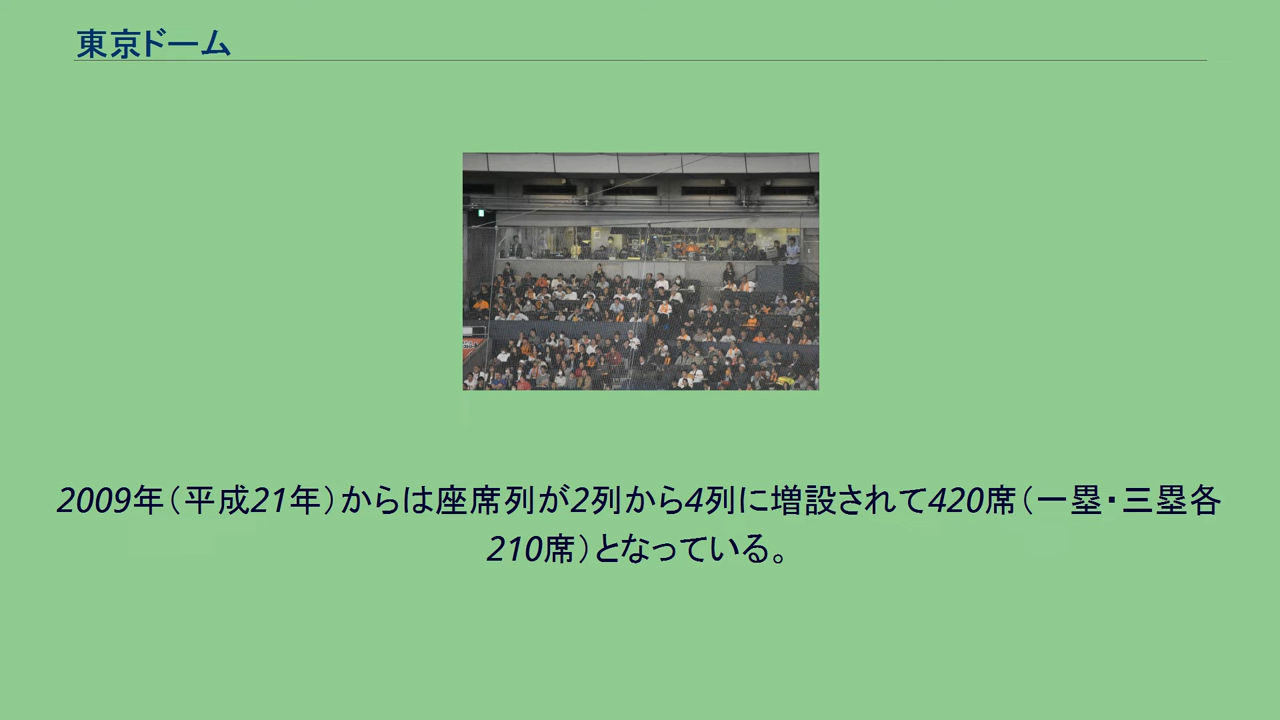 東京ドーム
2009年（平成21年）からは座席列が2列から4列に増設されて420席（一塁・三塁各
210席）となっている。